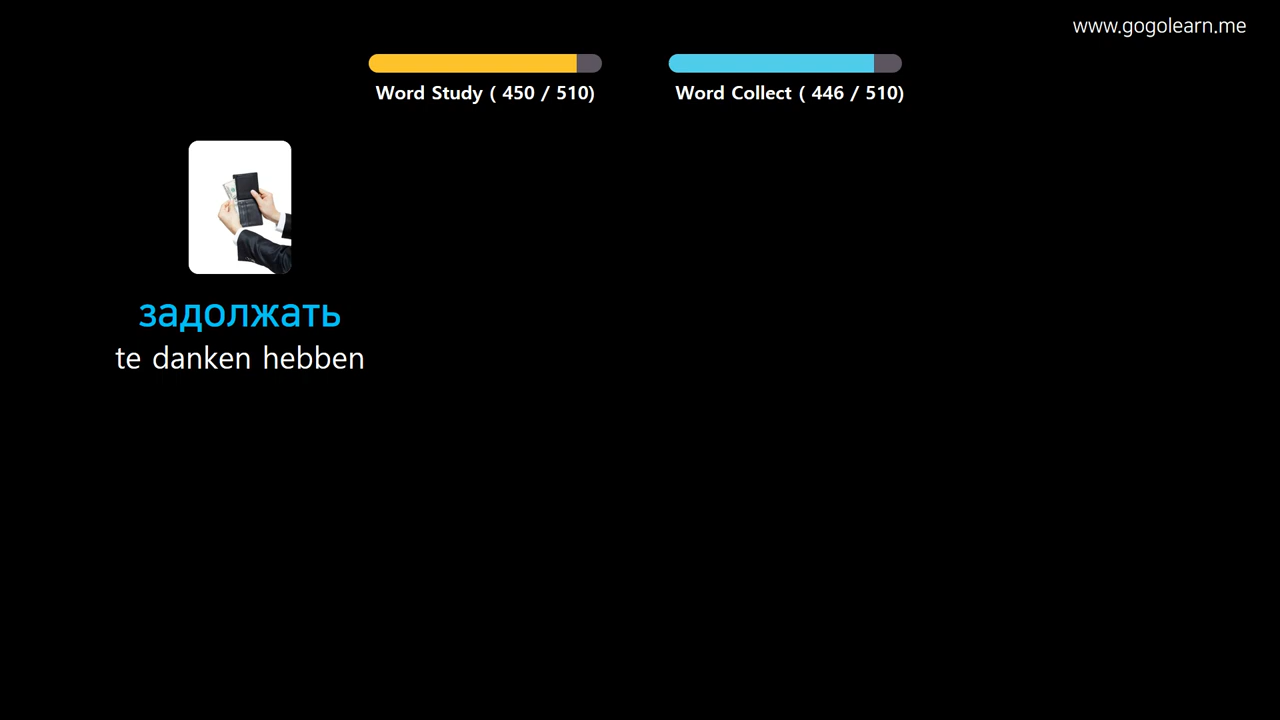 www.gogolearn.me
Word Study ( 450 / 510)
Word Collect ( 446 / 510)
задолжать
te danken hebben